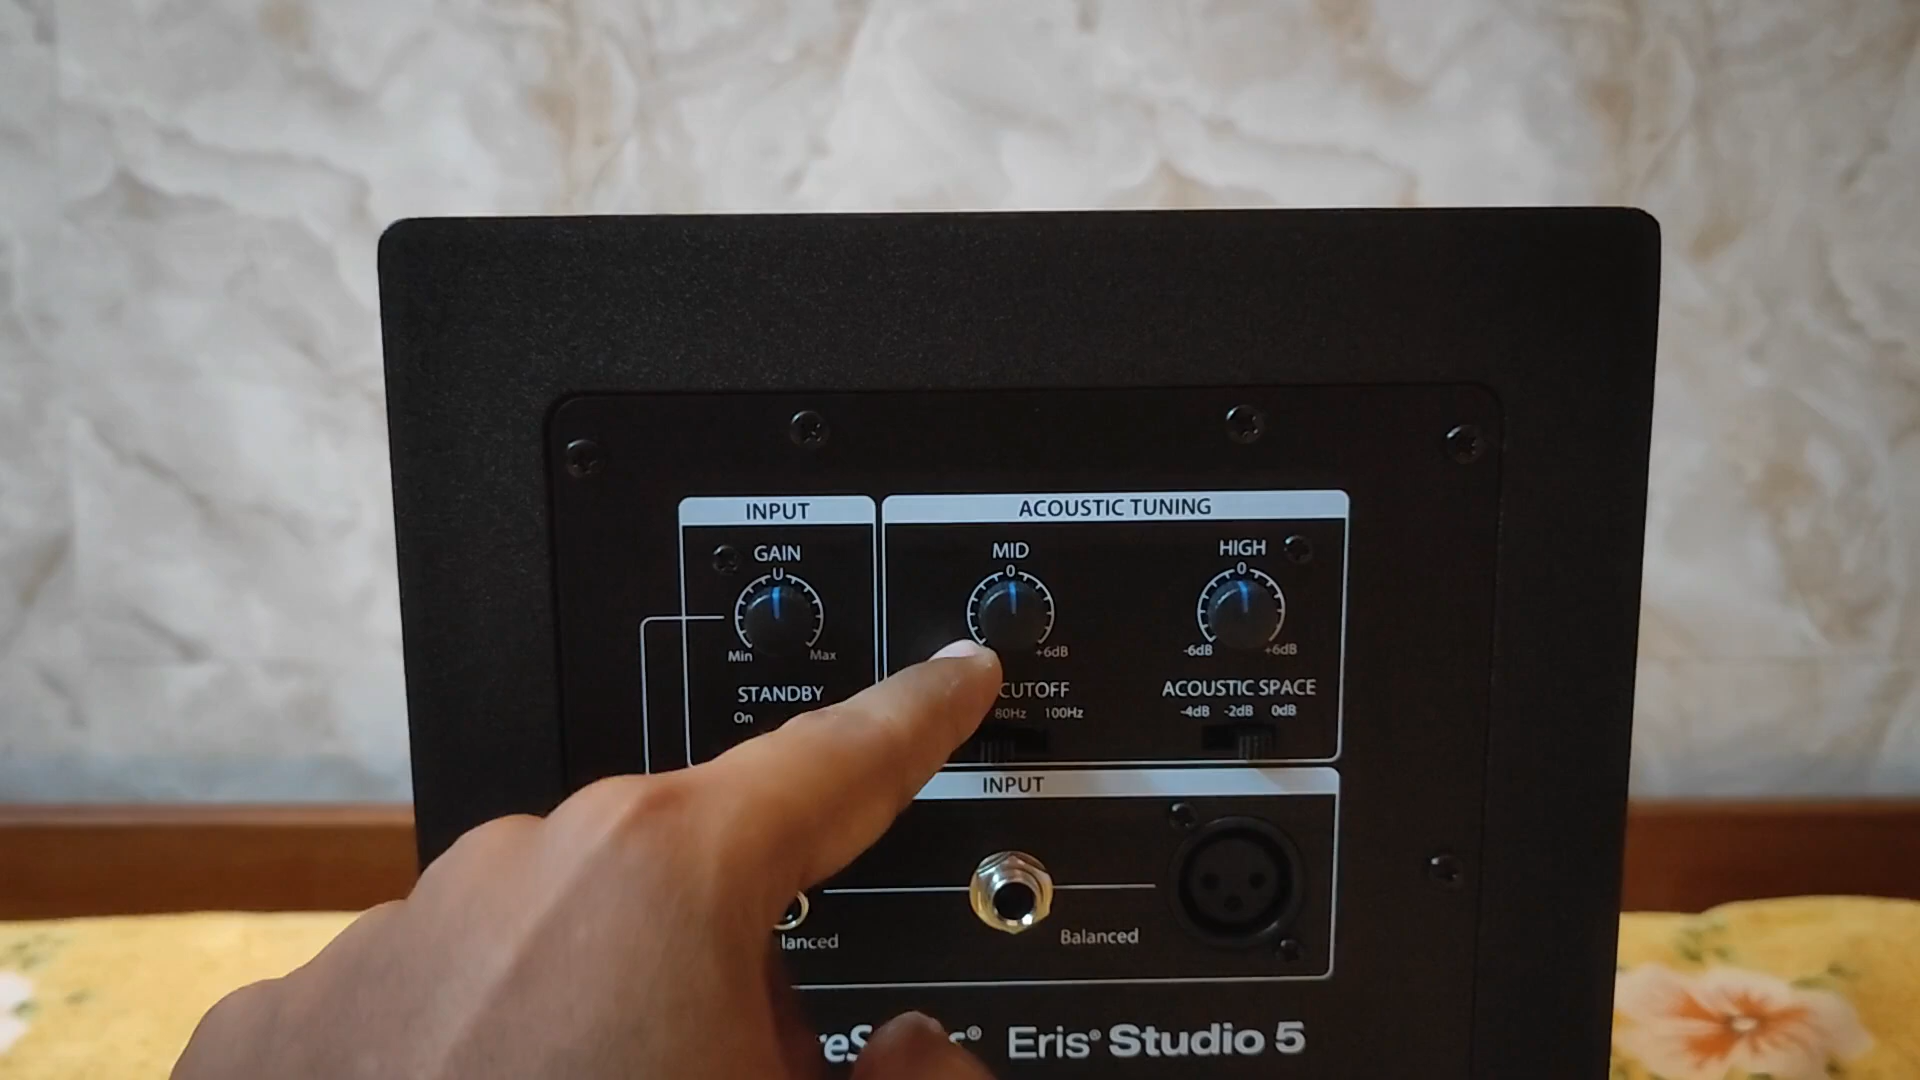 INPUT
GAIN
U
Min Max
STANDBY
On
ACOUSTIC TUNING
MID
0
+6dB
HIGH
0
-6dB +6dB
CUTOFF
80Hz 100Hz
ACOUSTIC SPACE
-4dB -2dB 0dB
INPUT
lanced
Balanced
Eris® Studio 5